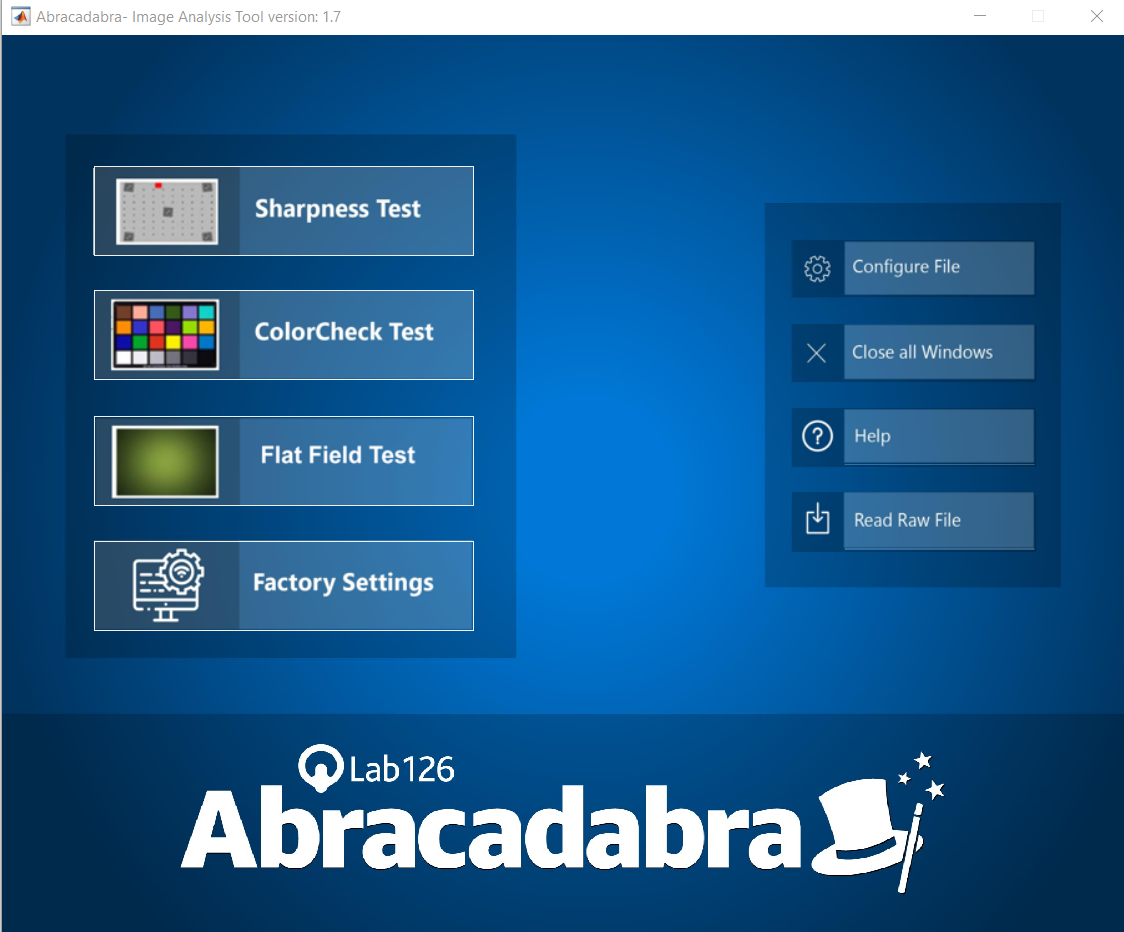 Abracadabra- Image Analysis Tool version: 1.7
Sharpness Test
ColorCheck Test
Flat Field Test
Factory Settings
Configure File
Close all Windows
Help
Read Raw File
Lab126
Abracadabra